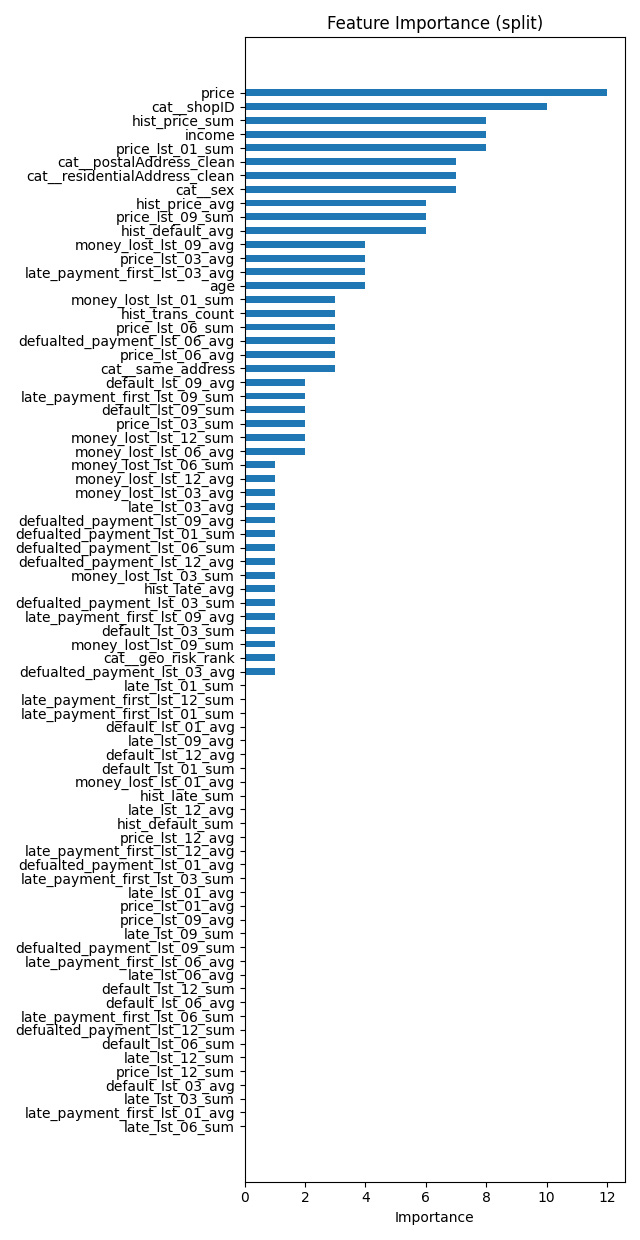 Feature Importance (split)
price
cat__shopID
hist_price_sum
income
price_lst_01_sum
cat__postalAddress_clean
cat__residentialAddress_clean
cat__sex
hist_price_avg
price_lst_09_sum
hist_default_avg
money_lost_lst_09_avg
price_lst_03_avg
late_payment_first_lst_03_avg
age
money_lost_lst_01_sum
hist_trans_count
price_lst_06_sum
defualted_payment_lst_06_avg
price_lst_06_avg
cat__same_address
default_lst_09_avg
late_payment_first_lst_09_sum
default_lst_09_sum
price_lst_03_sum
money_lost_lst_12_sum
money_lost_lst_06_avg
money_lost_lst_06_sum
money_lost_lst_12_avg
money_lost_lst_03_avg
late_lst_03_avg
defualted_payment_lst_09_avg
defualted_payment_lst_01_sum
defualted_payment_lst_06_sum
defualted_payment_lst_12_avg
money_lost_lst_03_sum
hist_late_avg
defualted_payment_lst_03_sum
late_payment_first_lst_09_avg
default_lst_03_sum
money_lost_lst_09_sum
cat__geo_risk_rank
defualted_payment_lst_03_avg
late_lst_01_sum
late_payment_first_lst_12_sum
late_payment_first_lst_01_sum
default_lst_01_avg
late_lst_09_avg
default_lst_12_avg
default_lst_01_sum
money_lost_lst_01_avg
hist_late_sum
late_lst_12_avg
hist_default_sum
price_lst_12_avg
late_payment_first_lst_12_avg
defualted_payment_lst_01_avg
late_payment_first_lst_03_sum
late_lst_01_avg
price_lst_01_avg
price_lst_09_avg
late_lst_09_sum
defualted_payment_lst_09_sum
late_payment_first_lst_06_avg
late_lst_06_avg
default_lst_12_sum
default_lst_06_avg
late_payment_first_lst_06_sum
defualted_payment_lst_12_sum
default_lst_06_sum
late_lst_12_sum
price_lst_12_sum
default_lst_03_avg
late_lst_03_sum
late_payment_first_lst_01_avg
late_lst_06_sum
0 2 4 6 8 10 12
Importance